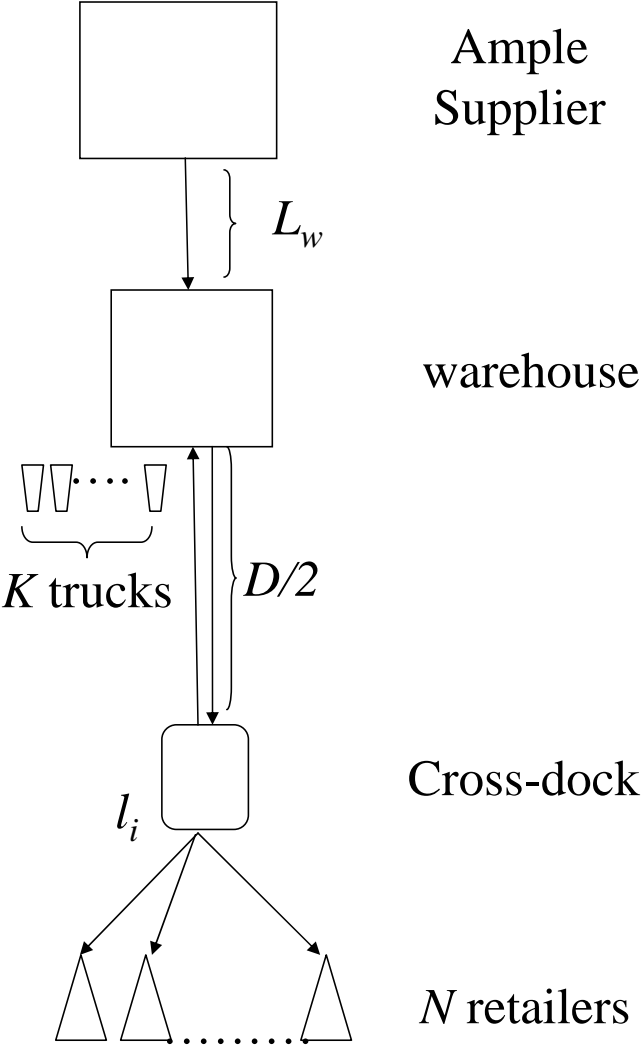 Ample
Supplier
L_w
warehouse
K trucks
D/2
Cross-dock
l_i
N retailers